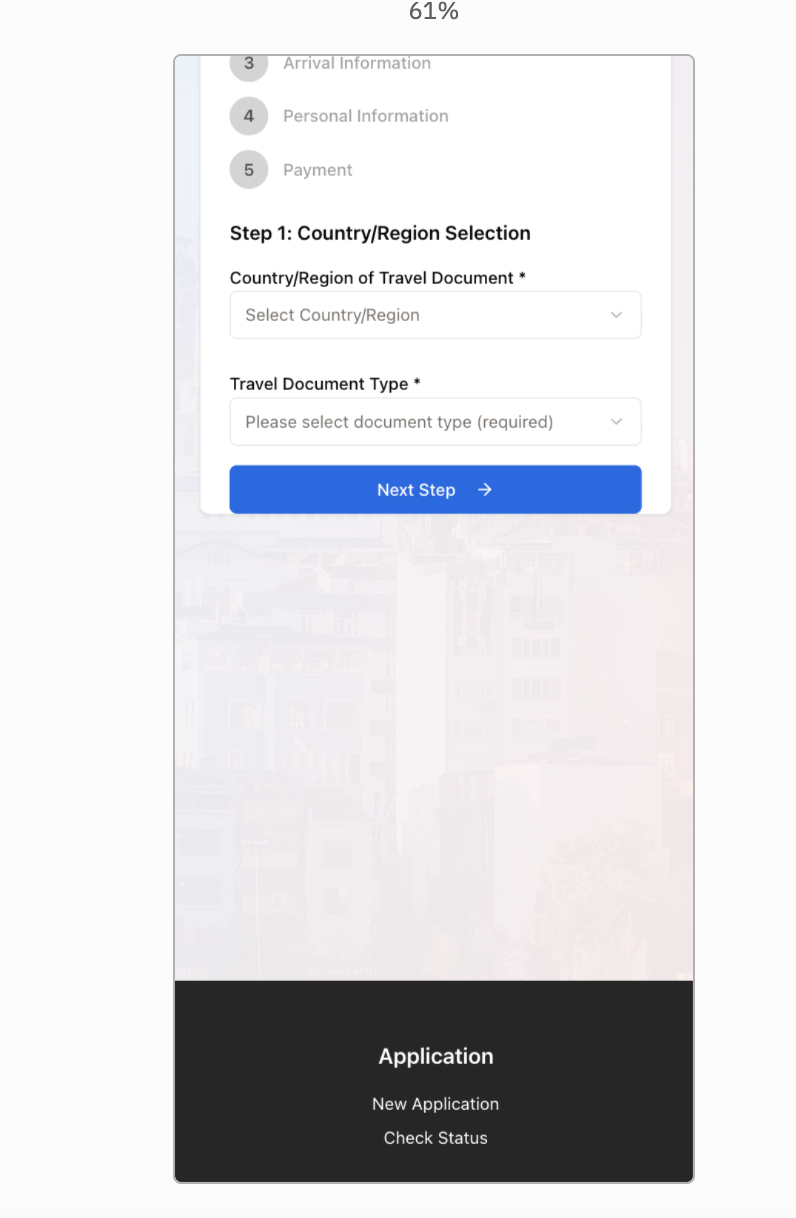 61%
3 Arrival Information
4 Personal Information
5 Payment
Step 1: Country/Region Selection
Country/Region of Travel Document *
Select Country/Region
Travel Document Type *
Please select document type (required)
Next Step →
Application
New Application
Check Status